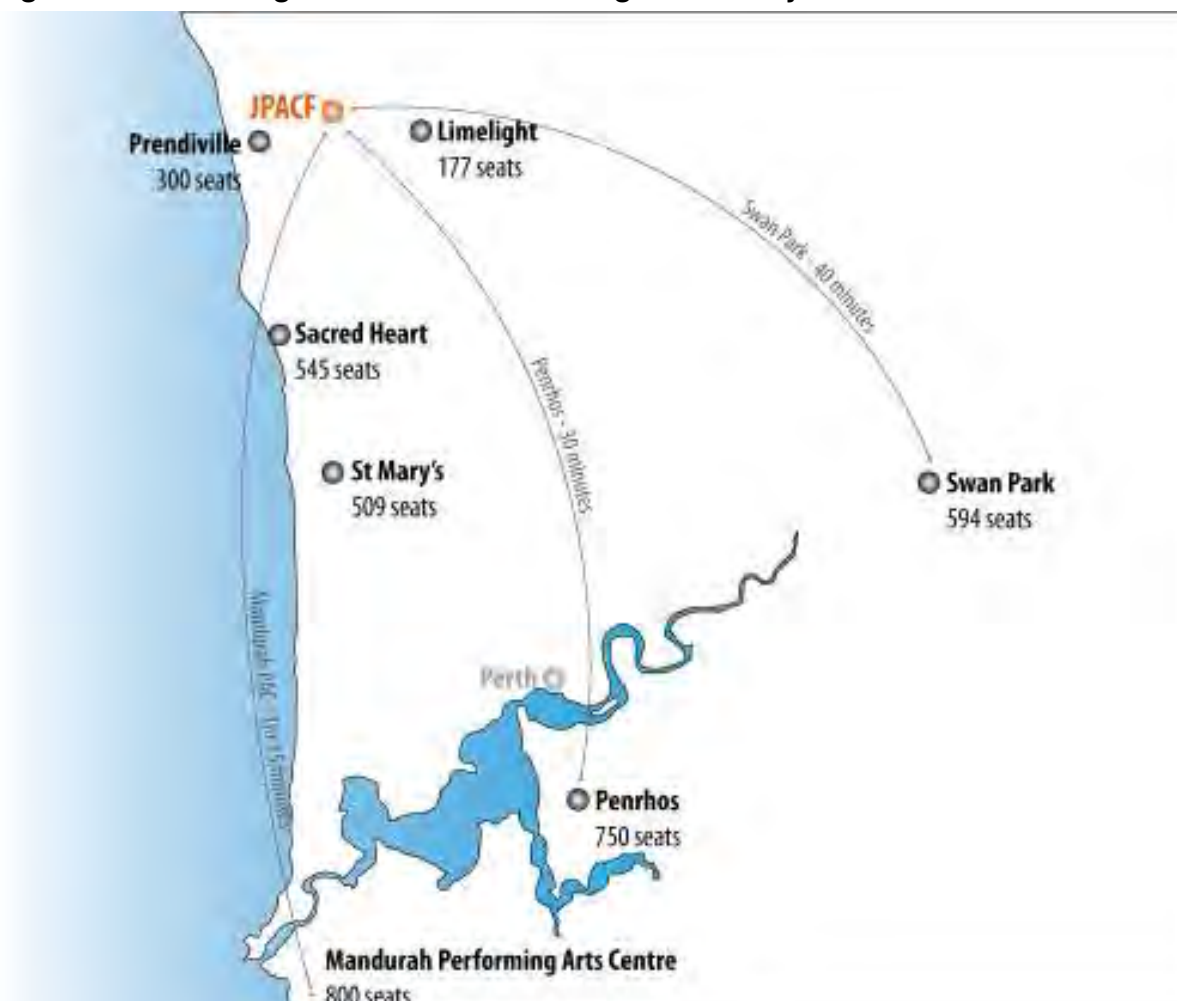 JPACF
Limelight
177 seats
Prendiville
300 seats
Swan Park - 40 minutes
Sacred Heart
545 seats
Penrhos - 30 minutes
St Mary's
509 seats
Swan Park
594 seats
Mandurah
Perth
Penrhos
750 seats
Mandurah Performing Arts Centre
800 seats